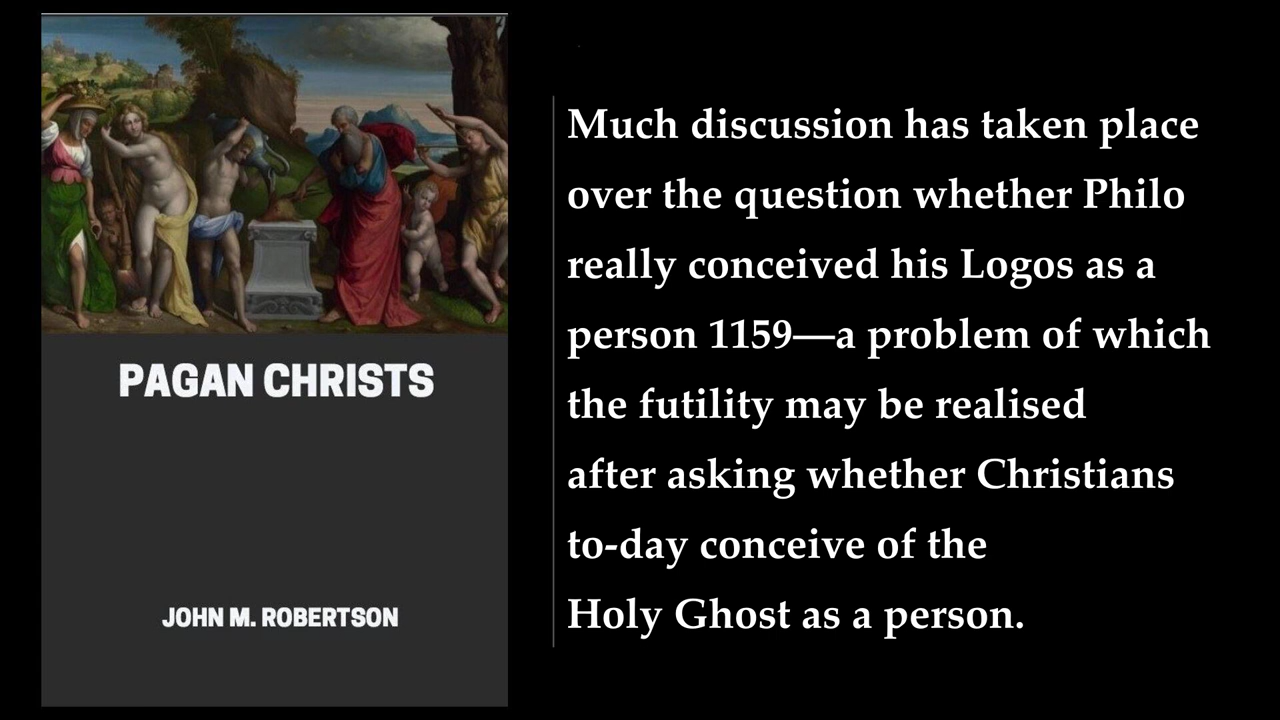 PAGAN CHRISTS
JOHN M. ROBERTSON
Much discussion has taken place
over the question whether Philo
really conceived his Logos as a
person 1159—a problem of which
the futility may be realised
after asking whether Christians
to-day conceive of the
Holy Ghost as a person.